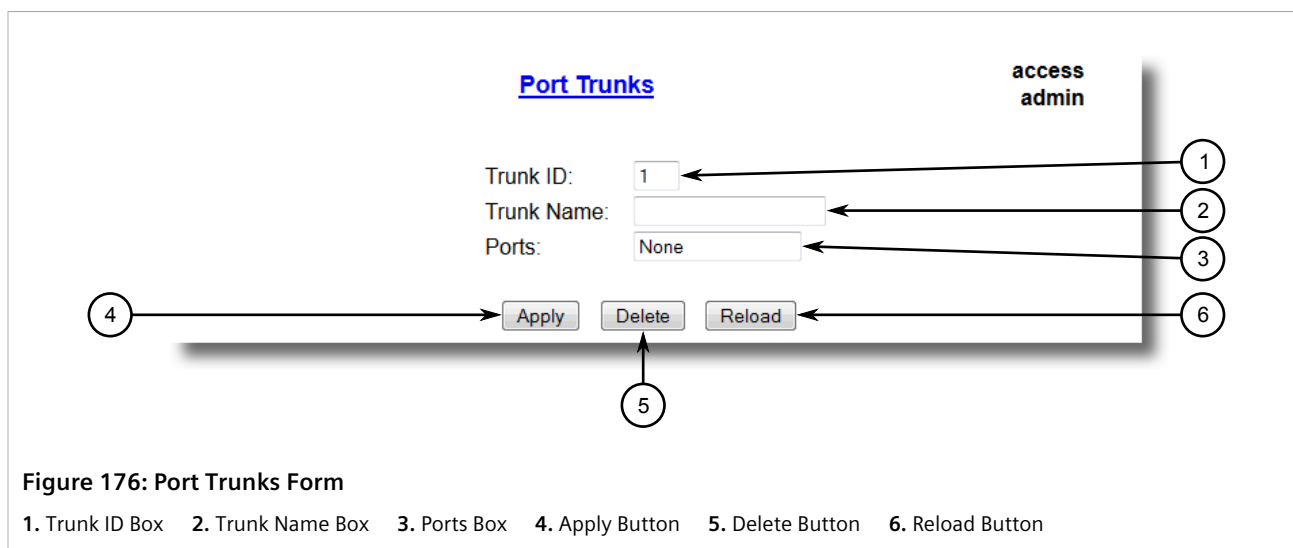 Port Trunks
access
admin
Trunk ID: 1
1
Trunk Name:
2
Ports: None
3
4
Apply Delete Reload
6
5
Figure 176: Port Trunks Form
1. Trunk ID Box 2. Trunk Name Box 3. Ports Box 4. Apply Button 5. Delete Button 6. Reload Button